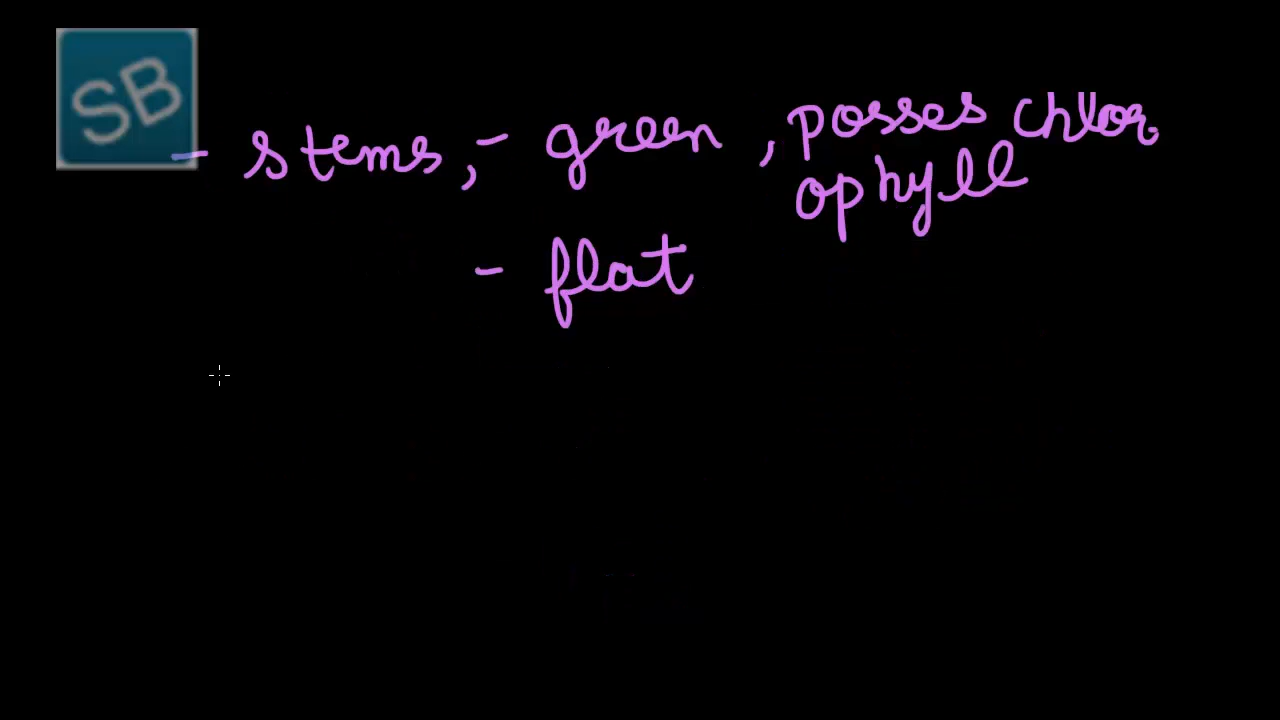 SB
- stems, - green, posses chlor
ophyll
- flat